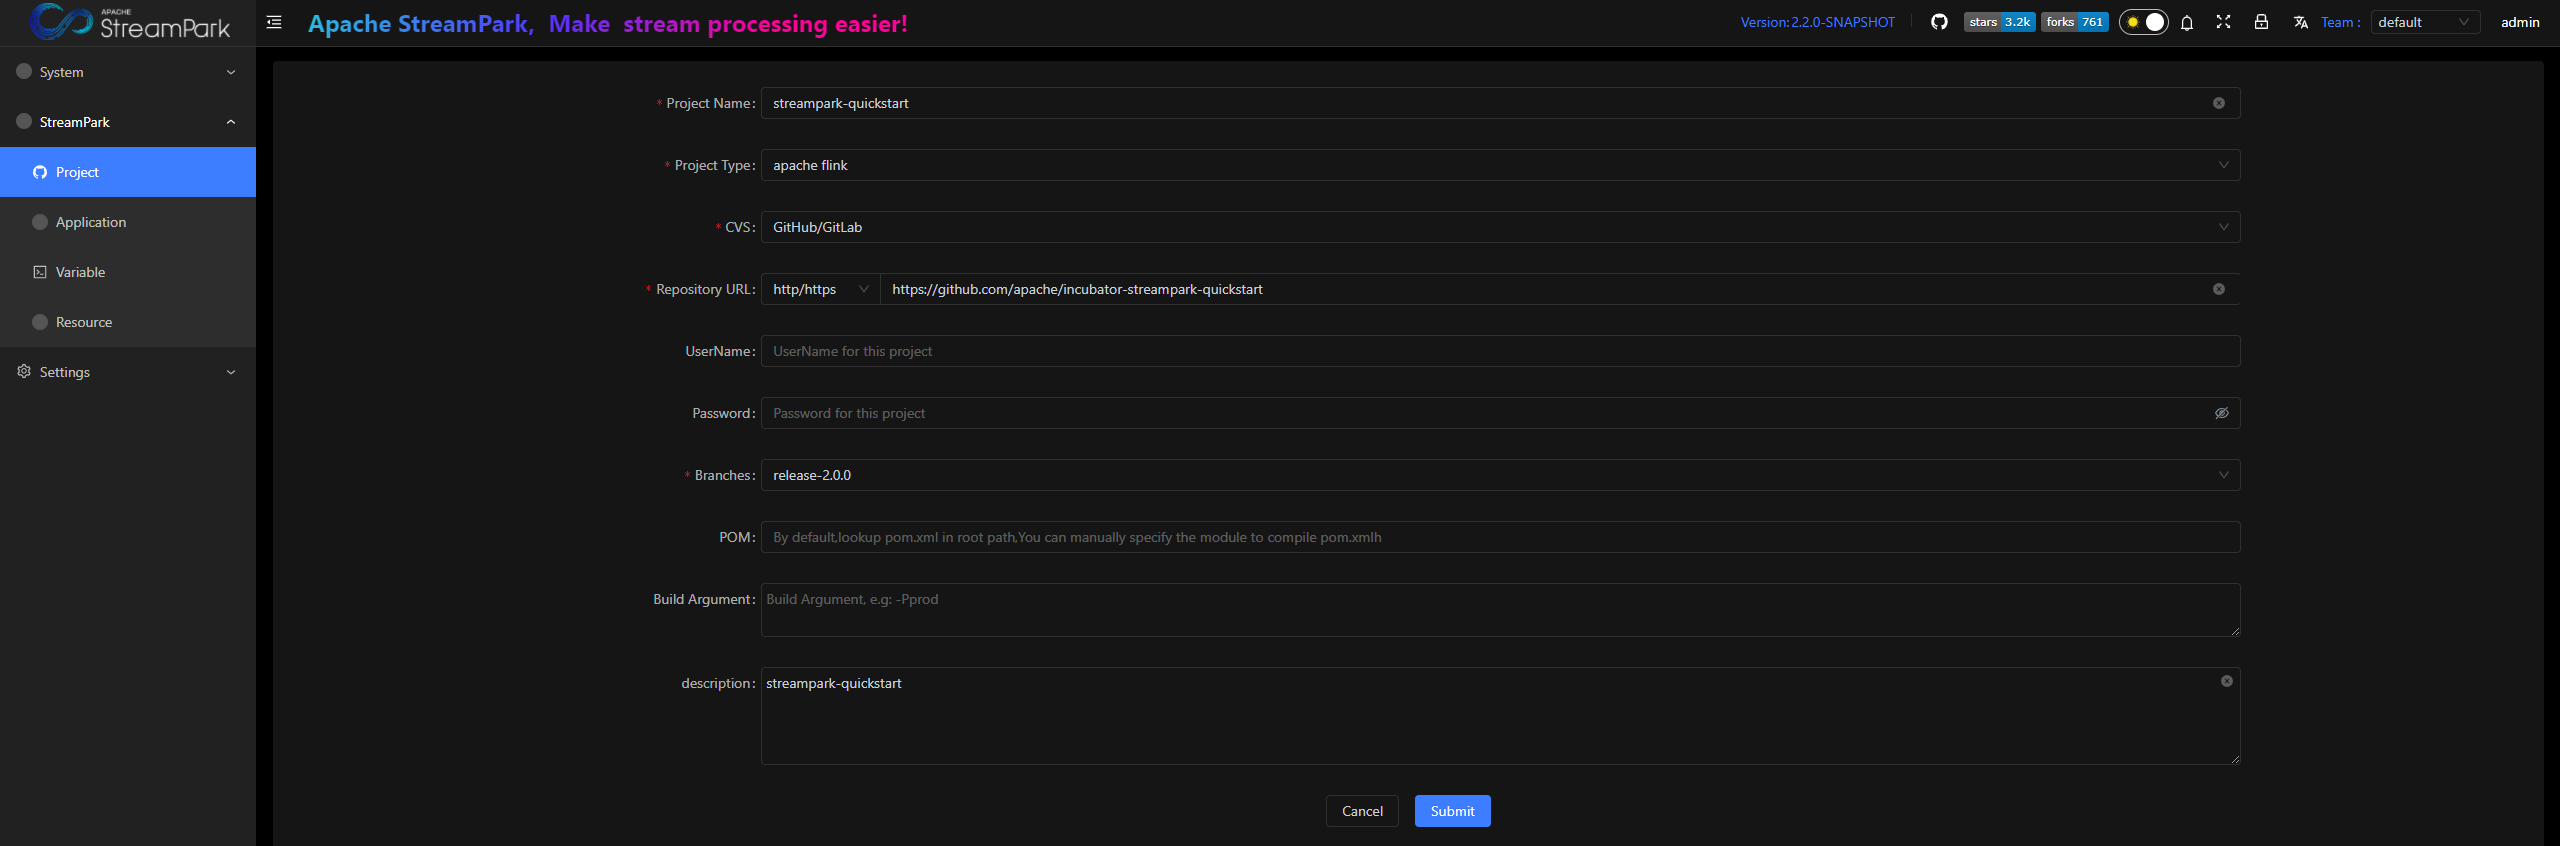 APACHE
StreamPark
Apache StreamPark, Make stream processing easier!
Version:2.2.0-SNAPSHOT
stars 3.2k
forks 761
Team :
default
admin
System
StreamPark
Project
Application
Variable
Resource
Settings
* Project Name: streampark-quickstart
* Project Type: apache flink
* CVS: GitHub/GitLab
* Repository URL: http/https https://github.com/apache/incubator-streampark-quickstart
UserName: UserName for this project
Password: Password for this project
* Branches: release-2.0.0
POM: By default,lookup pom.xml in root path,You can manually specify the module to compile pom.xmlh
Build Argument: Build Argument, e.g: -Pprod
description: streampark-quickstart
Cancel
Submit